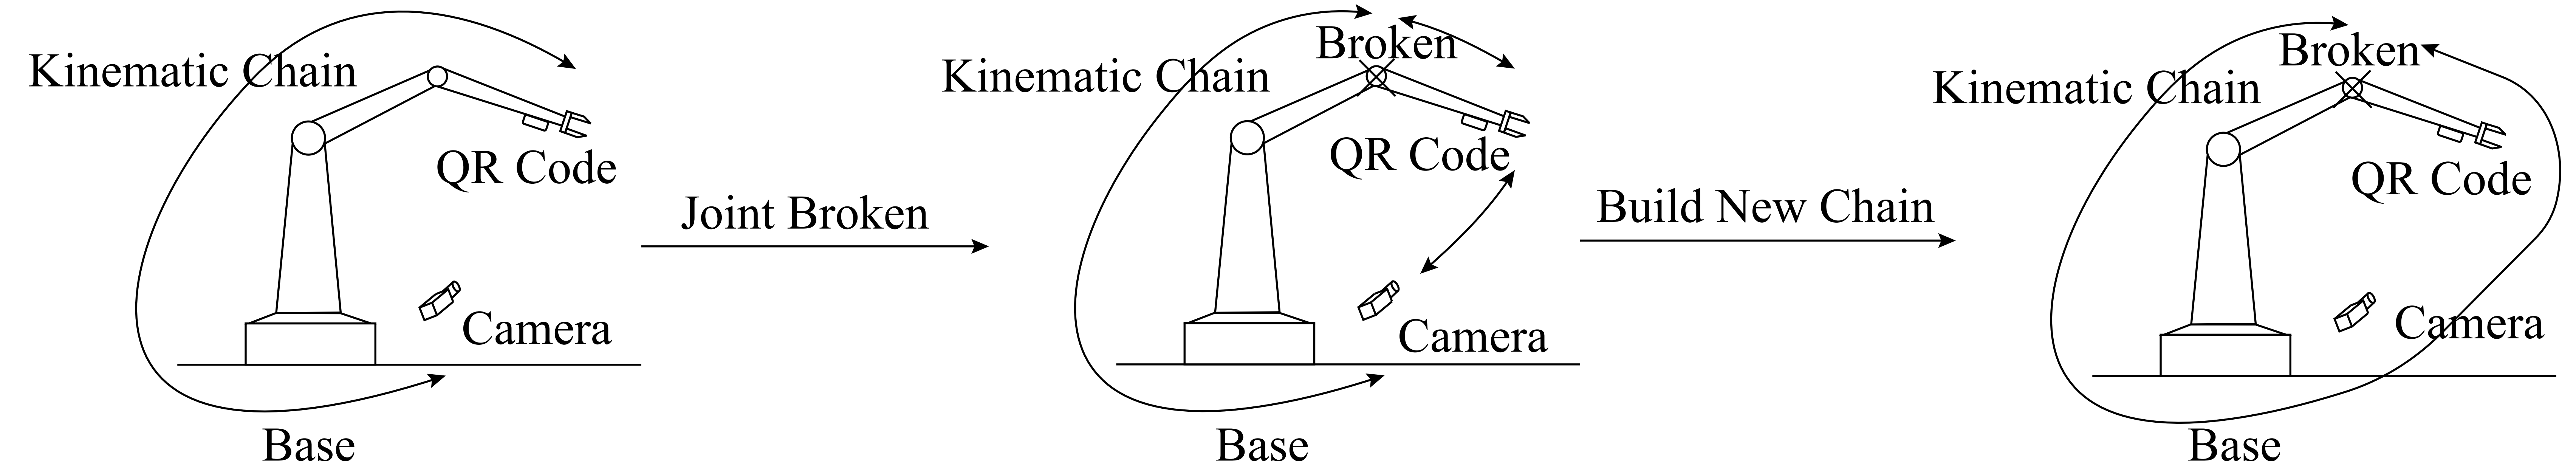 Kinematic Chain
QR Code
Camera
Base
Joint Broken
Broken
Kinematic Chain
QR Code
Camera
Base
Build New Chain
Broken
Kinematic Chain
QR Code
Camera
Base